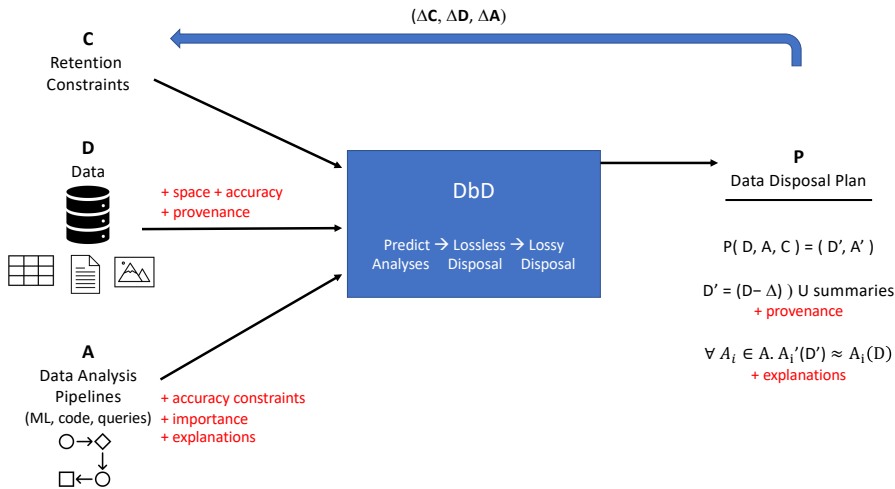 (ΔC, ΔD, ΔA)
C
Retention
Constraints
D
Data
+ space + accuracy
+ provenance
A
Data Analysis
Pipelines
(ML, code, queries)
+ accuracy constraints
+ importance
+ explanations
DbD
Predict → Lossless → Lossy
Analyses Disposal Disposal
P
Data Disposal Plan
P( D, A, C ) = ( D’, A’ )
D’ = (D− Δ) ) U summaries
+ provenance
∀ A_i ∈ A. A_i’(D’) ≈ A_i(D)
+ explanations